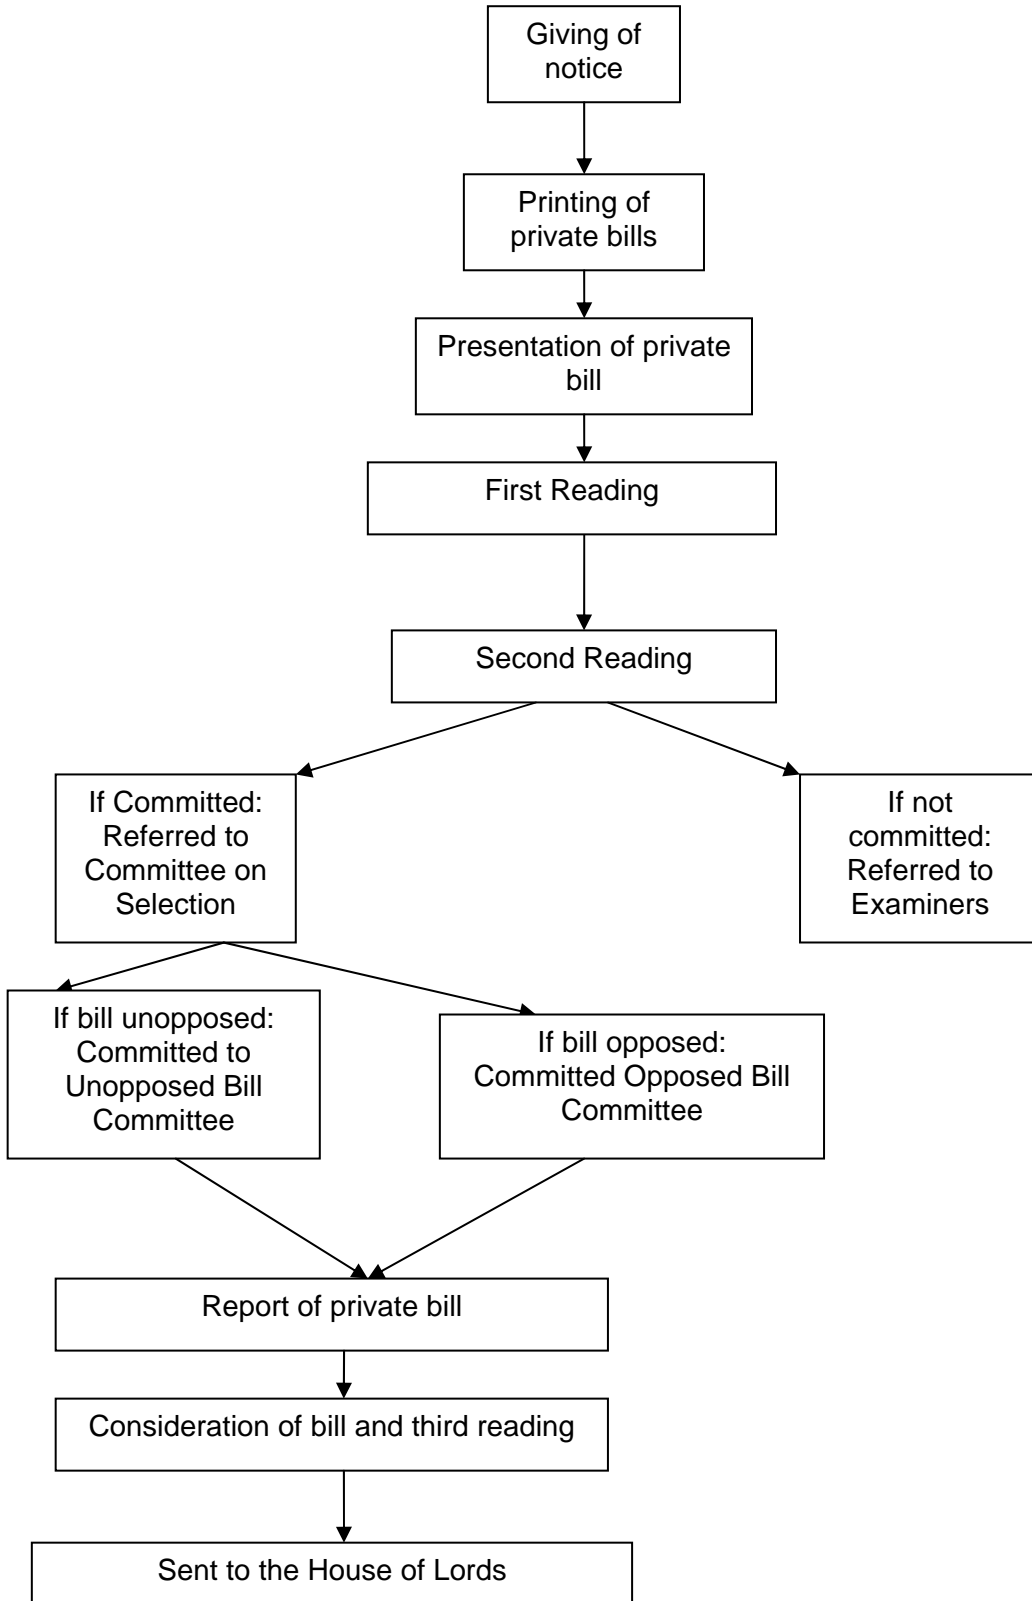 Giving of
notice
Printing of
private bills
Presentation of private
bill
First Reading
Second Reading
If Committed:
Referred to
Committee on
Selection
If not
committed:
Referred to
Examiners
If bill unopposed:
Committed to
Unopposed Bill
Committee
If bill opposed:
Committed Opposed Bill
Committee
Report of private bill
Consideration of bill and third reading
Sent to the House of Lords